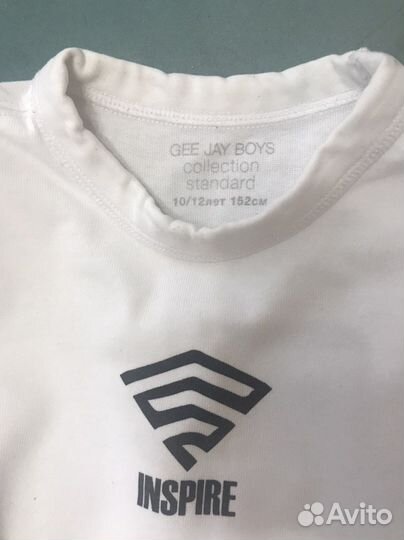 GEE JAY BOYS
collection
standard
10/12лет 152см
INSPIRE
Avito